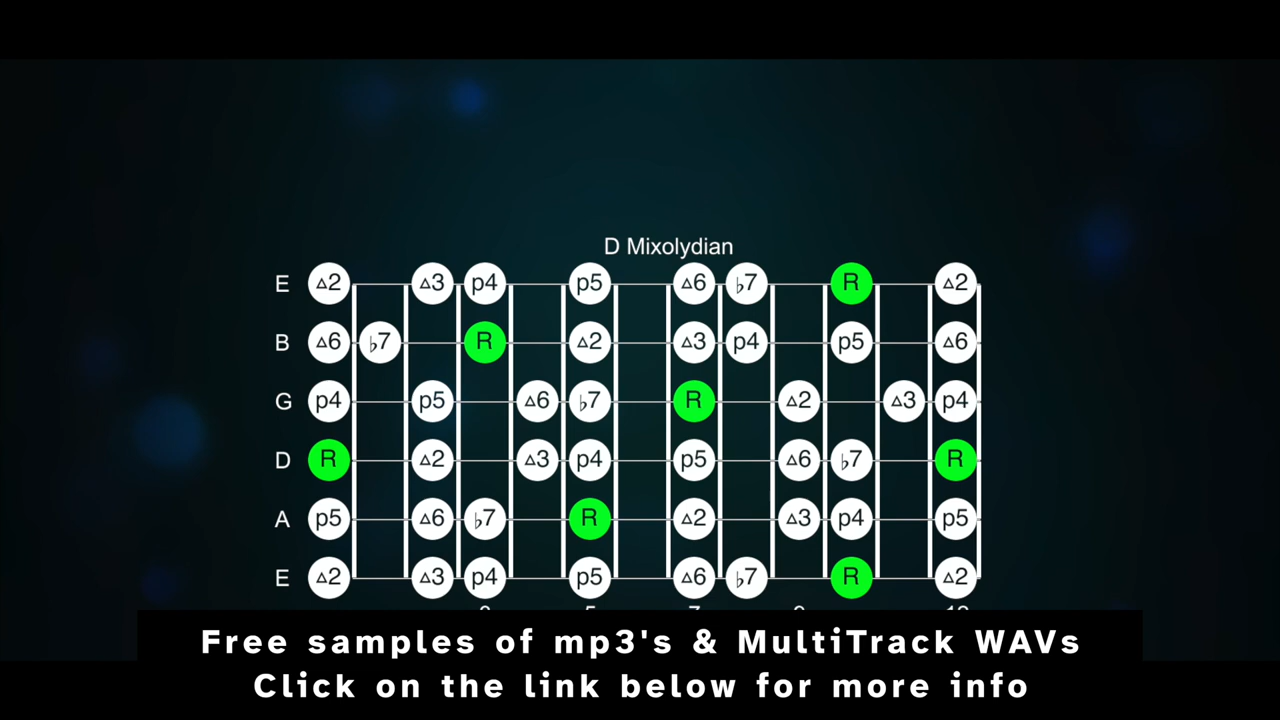 D Mixolydian
E △2 △3 p4 p5 △6 ♭7 R △2
B △6 ♭7 R △2 △3 p4 p5 △6
G p4 p5 △6 ♭7 R △2 △3 p4
D R △2 △3 p4 p5 △6 ♭7 R
A p5 △6 ♭7 R △2 △3 p4 p5
E △2 △3 p4 p5 △6 ♭7 R △2
Free samples of mp3's & MultiTrack WAVs
Click on the link below for more info